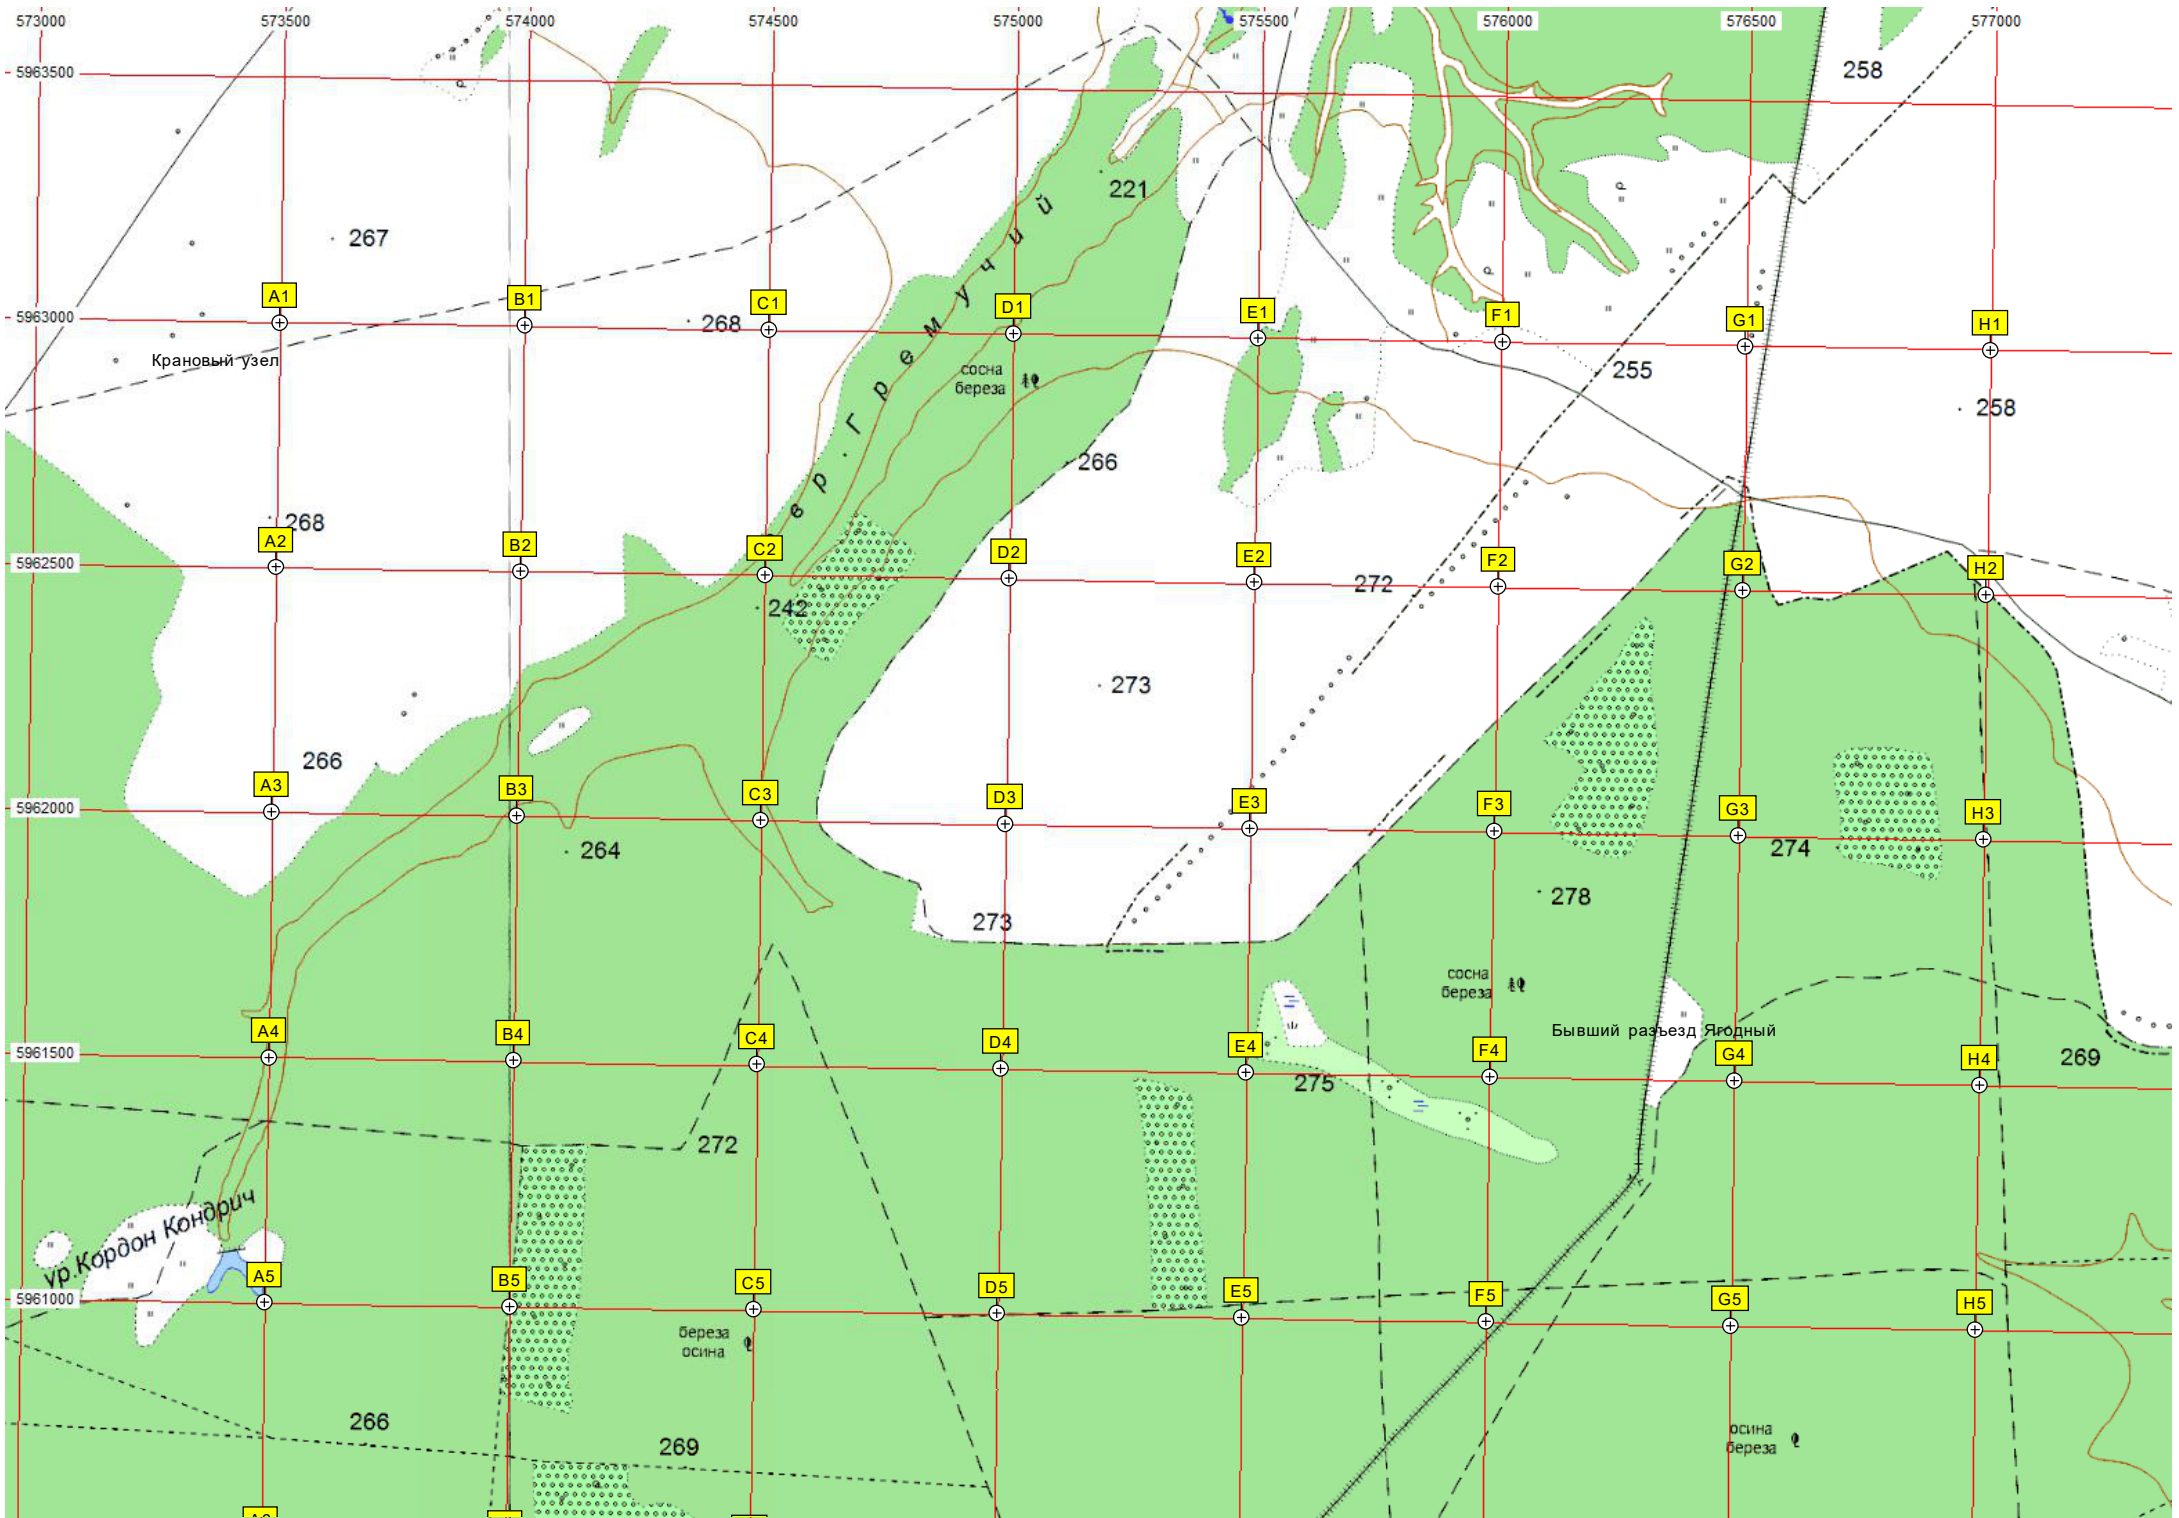 573000 573500 574000 574500 575000 575500 576000 576500 577000
5963500
258
221
267
вр. Гремучий
A1 B1 C1 D1 E1 F1 G1 H1
5963000
268
Крановый узел
сосна
береза
255
258
266
268
A2 B2 C2 D2 E2 F2 G2 H2
5962500
242
272
273
266
A3 B3 C3 D3 E3 F3 G3 H3
5962000
264
274
278
273
сосна
береза
Бывший разъезд Ягодный
A4 B4 C4 D4 E4 F4 G4 H4
5961500
269
275
272
ур.Кордон Кондрич
A5 B5 C5 D5 E5 F5 G5 H5
5961000
береза
осина
266
269
осина
береза